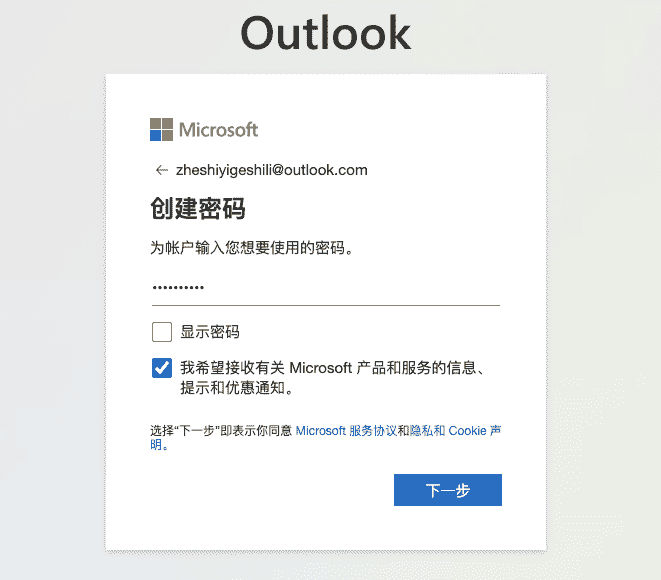 Outlook
Microsoft
← zheshiyigeshili@outlook.com
创建密码
为帐户输入您想要使用的密码。
••••••••••
显示密码
我希望接收有关 Microsoft 产品和服务的信息、
提示和优惠通知。
选择“下一步”即表示你同意 Microsoft 服务协议和隐私和 Cookie 声
明。
下一步